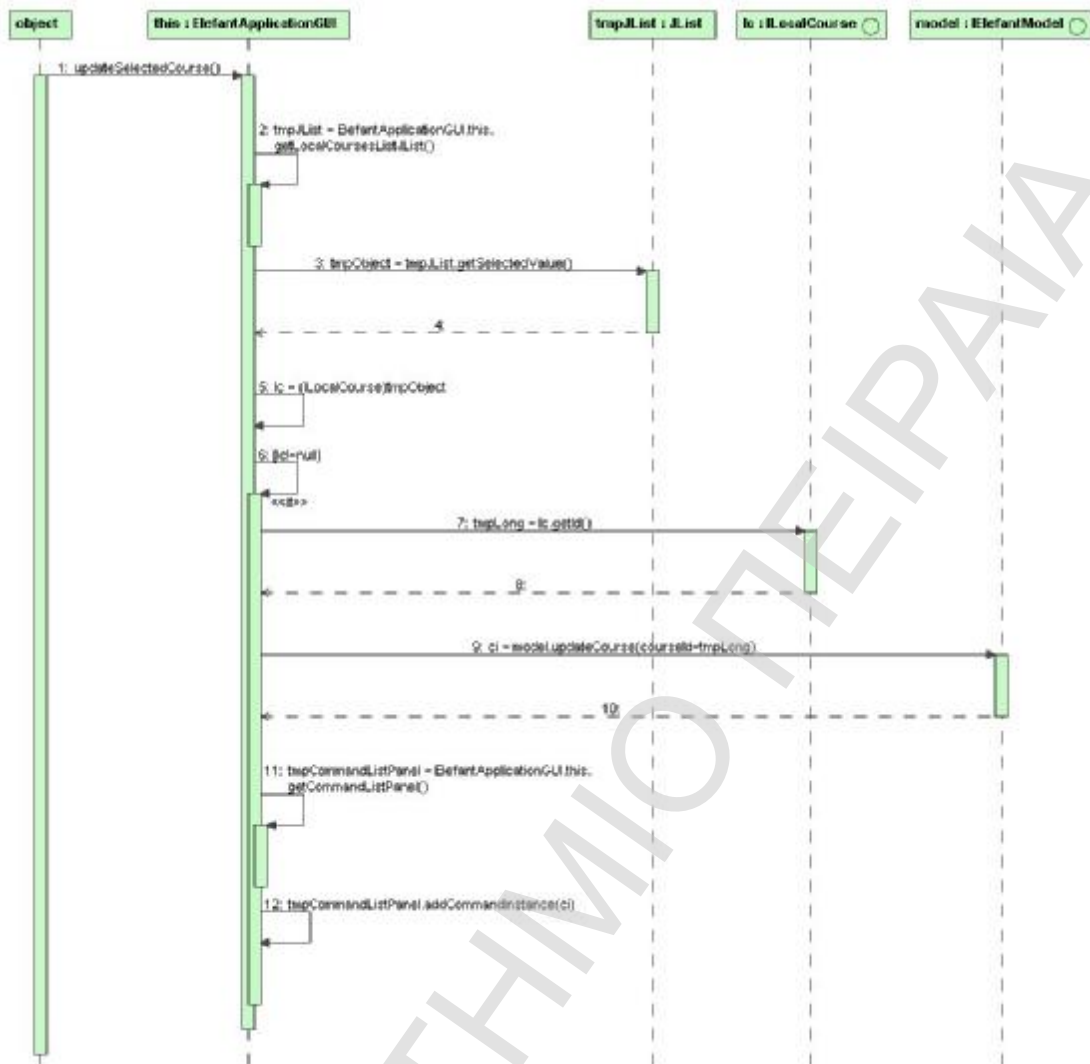 object
this : ElefantApplicationGUI
tmpJList : JList
lc : ILocalCourse
model : IElefantModel
1: updateSelectedCourse()
2: tmpJList = ElefantApplicationGUI.this.
getLocalCoursesListJList()
3: tmpObject = tmpJList.getSelectedValue()
4:
5: lc = (ILocalCourse)tmpObject
6: [lc!=null]
<<if>>
7: tmpLong = lc.getId()
8:
9: ci = model.updateCourse(courseId=tmpLong)
10:
11: tmpCommandListPanel = ElefantApplicationGUI.this.
getCommandListPanel()
12: tmpCommandListPanel.addCommandInstance(ci)
ΠΕΙΡΑΙΑ